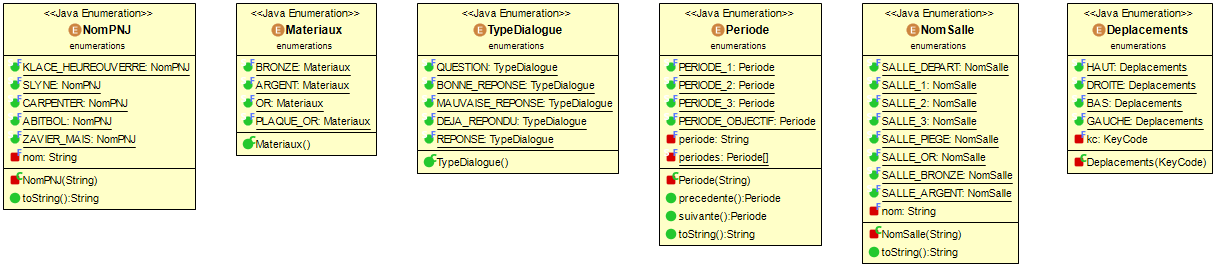 <<Java Enumeration>>
NomPNJ
enumerations
KLACE_HEUREOUVERRE: NomPNJ
SLYNE: NomPNJ
CARPENTER: NomPNJ
ABITBOL: NomPNJ
ZAVIER_MAIS: NomPNJ
nom: String
NomPNJ(String)
toString():String
<<Java Enumeration>>
Materiaux
enumerations
BRONZE: Materiaux
ARGENT: Materiaux
OR: Materiaux
PLAQUE_OR: Materiaux
Materiaux()
<<Java Enumeration>>
TypeDialogue
enumerations
QUESTION: TypeDialogue
BONNE_REPONSE: TypeDialogue
MAUVAISE_REPONSE: TypeDialogue
DEJA_REPONDU: TypeDialogue
REPONSE: TypeDialogue
TypeDialogue()
<<Java Enumeration>>
Periode
enumerations
PERIODE_1: Periode
PERIODE_2: Periode
PERIODE_3: Periode
PERIODE_OBJECTIF: Periode
periode: String
periodes: Periode[]
Periode(String)
precedente():Periode
suivante():Periode
toString():String
<<Java Enumeration>>
NomSalle
enumerations
SALLE_DEPART: NomSalle
SALLE_1: NomSalle
SALLE_2: NomSalle
SALLE_3: NomSalle
SALLE_PIEGE: NomSalle
SALLE_OR: NomSalle
SALLE_BRONZE: NomSalle
SALLE_ARGENT: NomSalle
nom: String
NomSalle(String)
toString():String
<<Java Enumeration>>
Deplacements
enumerations
HAUT: Deplacements
DROITE: Deplacements
BAS: Deplacements
GAUCHE: Deplacements
kc: KeyCode
Deplacements(KeyCode)